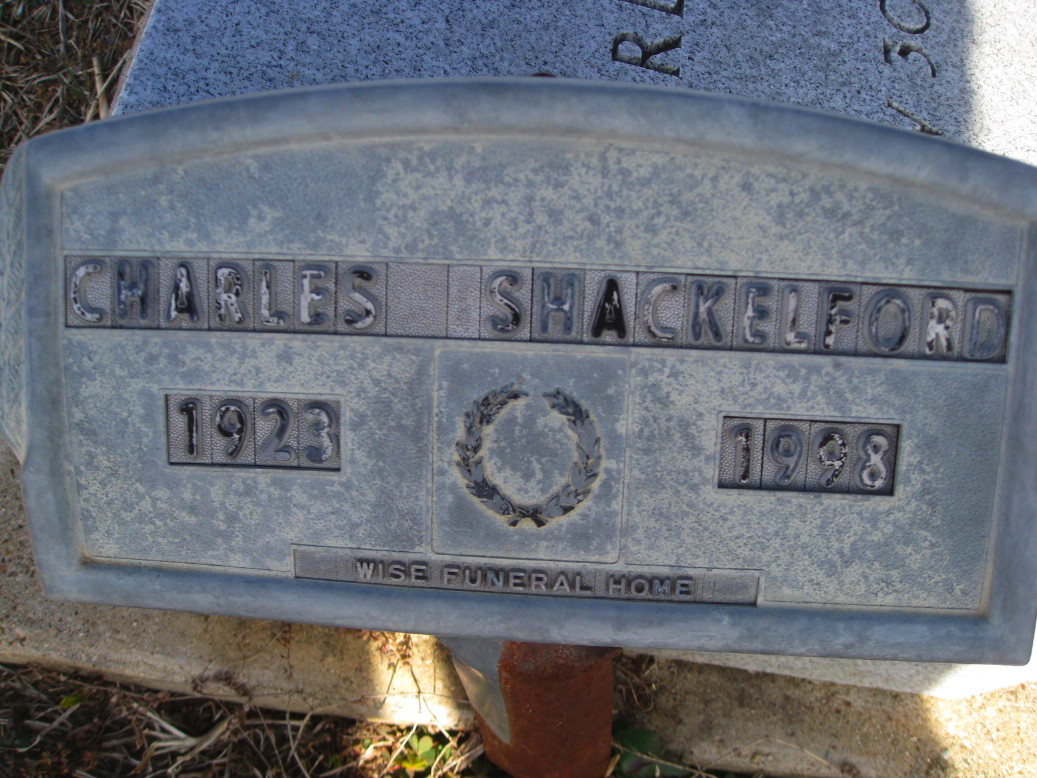 CHARLES SHACKELFORD
1923 1998
WISE FUNERAL HOME